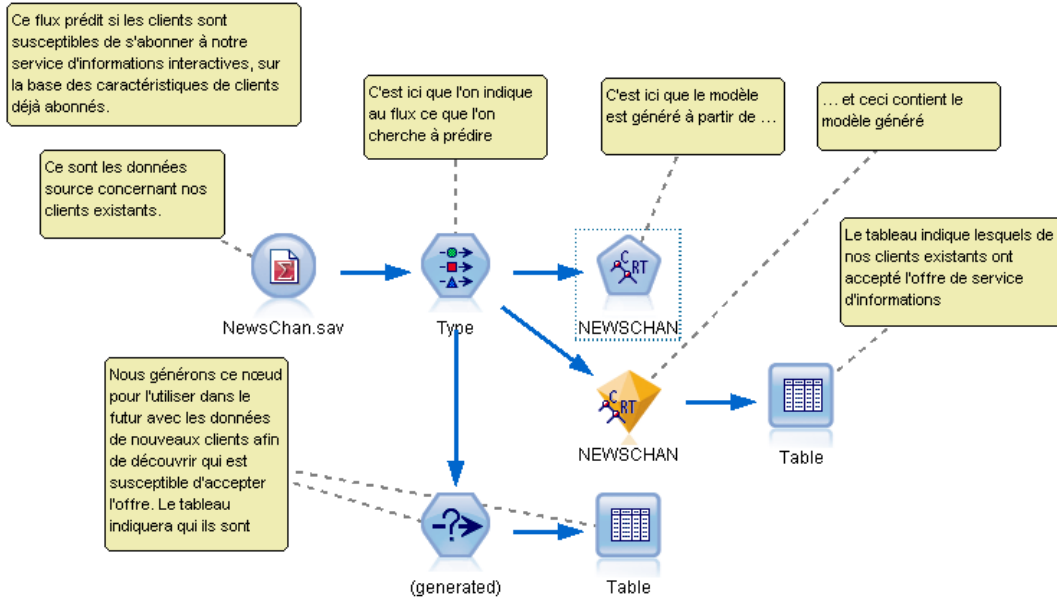 Ce flux prédit si les clients sont
susceptibles de s'abonner à notre
service d'informations interactives, sur
la base des caractéristiques de clients
déjà abonnés.
C'est ici que l'on indique
au flux ce que l'on
cherche à prédire
C'est ici que le modèle
est généré à partir de ...
... et ceci contient le
modèle généré
Ce sont les données
source concernant nos
clients existants.
Le tableau indique lesquels de
nos clients existants ont
accepté l'offre de service
d'informations
C
RT
NewsChan.sav
Type
NEWSCHAN
Nous générons ce nœud
pour l'utiliser dans le
futur avec les données
de nouveaux clients afin
de découvrir qui est
susceptible d'accepter
l'offre. Le tableau
indiquera qui ils sont
C
RT
NEWSCHAN
Table
?
(generated)
Table